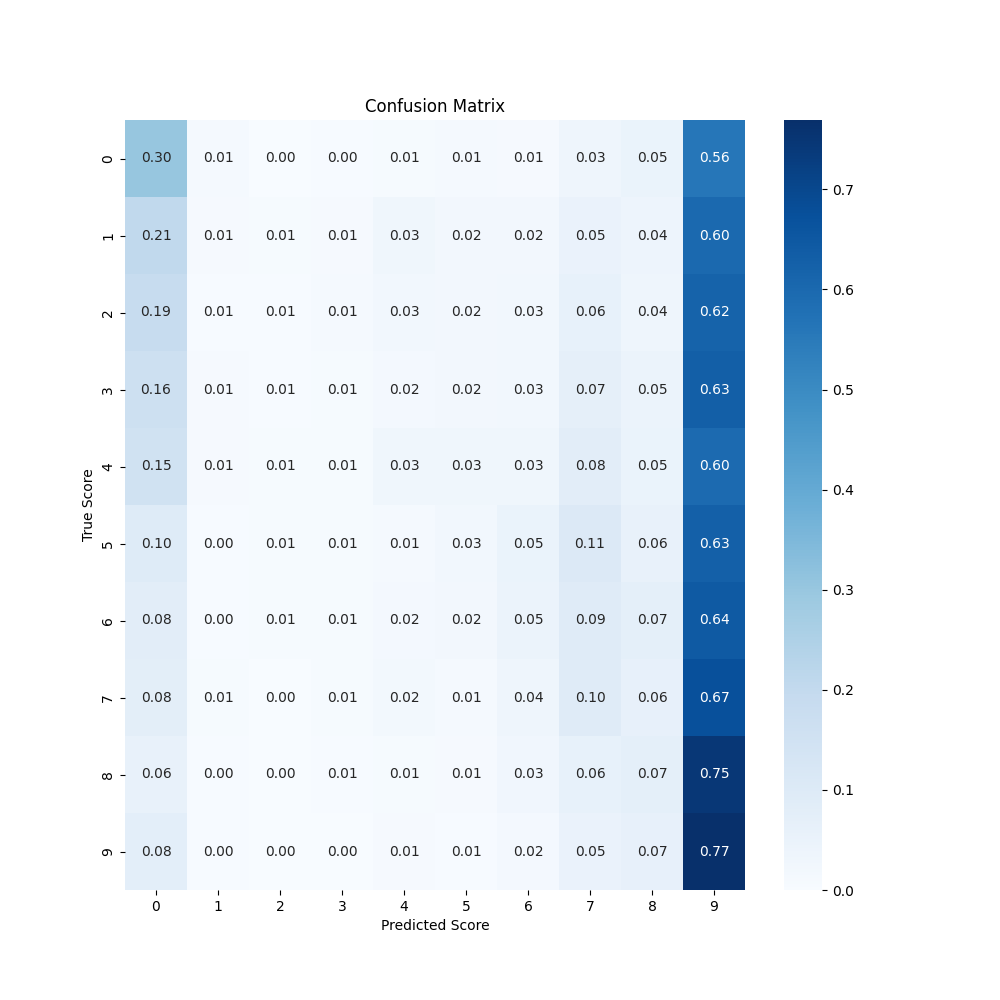 Confusion Matrix
0 0.30 0.01 0.00 0.00 0.01 0.01 0.01 0.03 0.05 0.56
1 0.21 0.01 0.01 0.01 0.03 0.02 0.02 0.05 0.04 0.60
2 0.19 0.01 0.01 0.01 0.03 0.02 0.03 0.06 0.04 0.62
3 0.16 0.01 0.01 0.01 0.02 0.02 0.03 0.07 0.05 0.63
4 0.15 0.01 0.01 0.01 0.03 0.03 0.03 0.08 0.05 0.60
5 0.10 0.00 0.01 0.01 0.01 0.03 0.05 0.11 0.06 0.63
6 0.08 0.00 0.01 0.01 0.02 0.02 0.05 0.09 0.07 0.64
7 0.08 0.01 0.00 0.01 0.02 0.01 0.04 0.10 0.06 0.67
8 0.06 0.00 0.00 0.01 0.01 0.01 0.03 0.06 0.07 0.75
9 0.08 0.00 0.00 0.00 0.01 0.01 0.02 0.05 0.07 0.77
0 1 2 3 4 5 6 7 8 9
Predicted Score
True Score
0.7
0.6
0.5
0.4
0.3
0.2
0.1
0.0